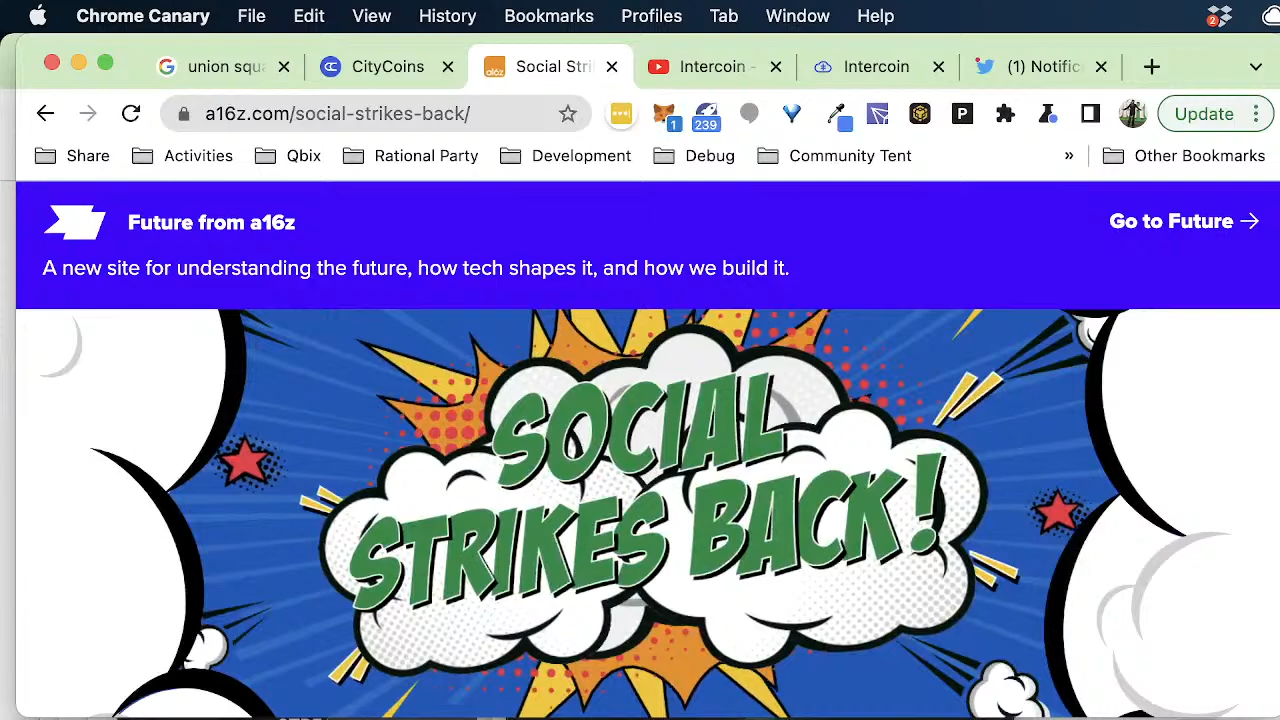 Chrome Canary File Edit View History Bookmarks Profiles Tab Window Help
2
union squa CityCoins Social Stri Intercoin - Intercoin (1) Notific
a16z
a16z.com/social-strikes-back/
1 239 P Update
Share Activities Qbix Rational Party Development Debug Community Tent » Other Bookmarks
Future from a16z Go to Future →
A new site for understanding the future, how tech shapes it, and how we build it.
SOCIAL
STRIKES BACK!